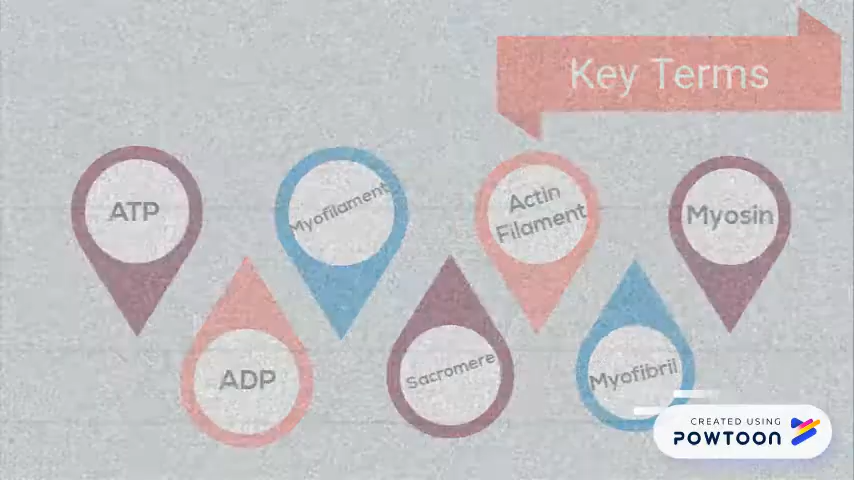 Key Terms
ATP
Myofilament
Actin
Filament
Myosin
ADP
Sacromere
Myofibril
CREATED USING
POWTOON